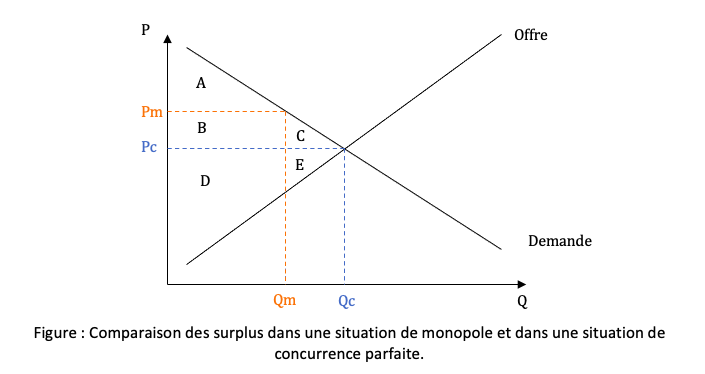 P
Offre
A
Pm
B
C
Pc
E
D
Demande
Qm
Qc
Q
Figure : Comparaison des surplus dans une situation de monopole et dans une situation de
concurrence parfaite.